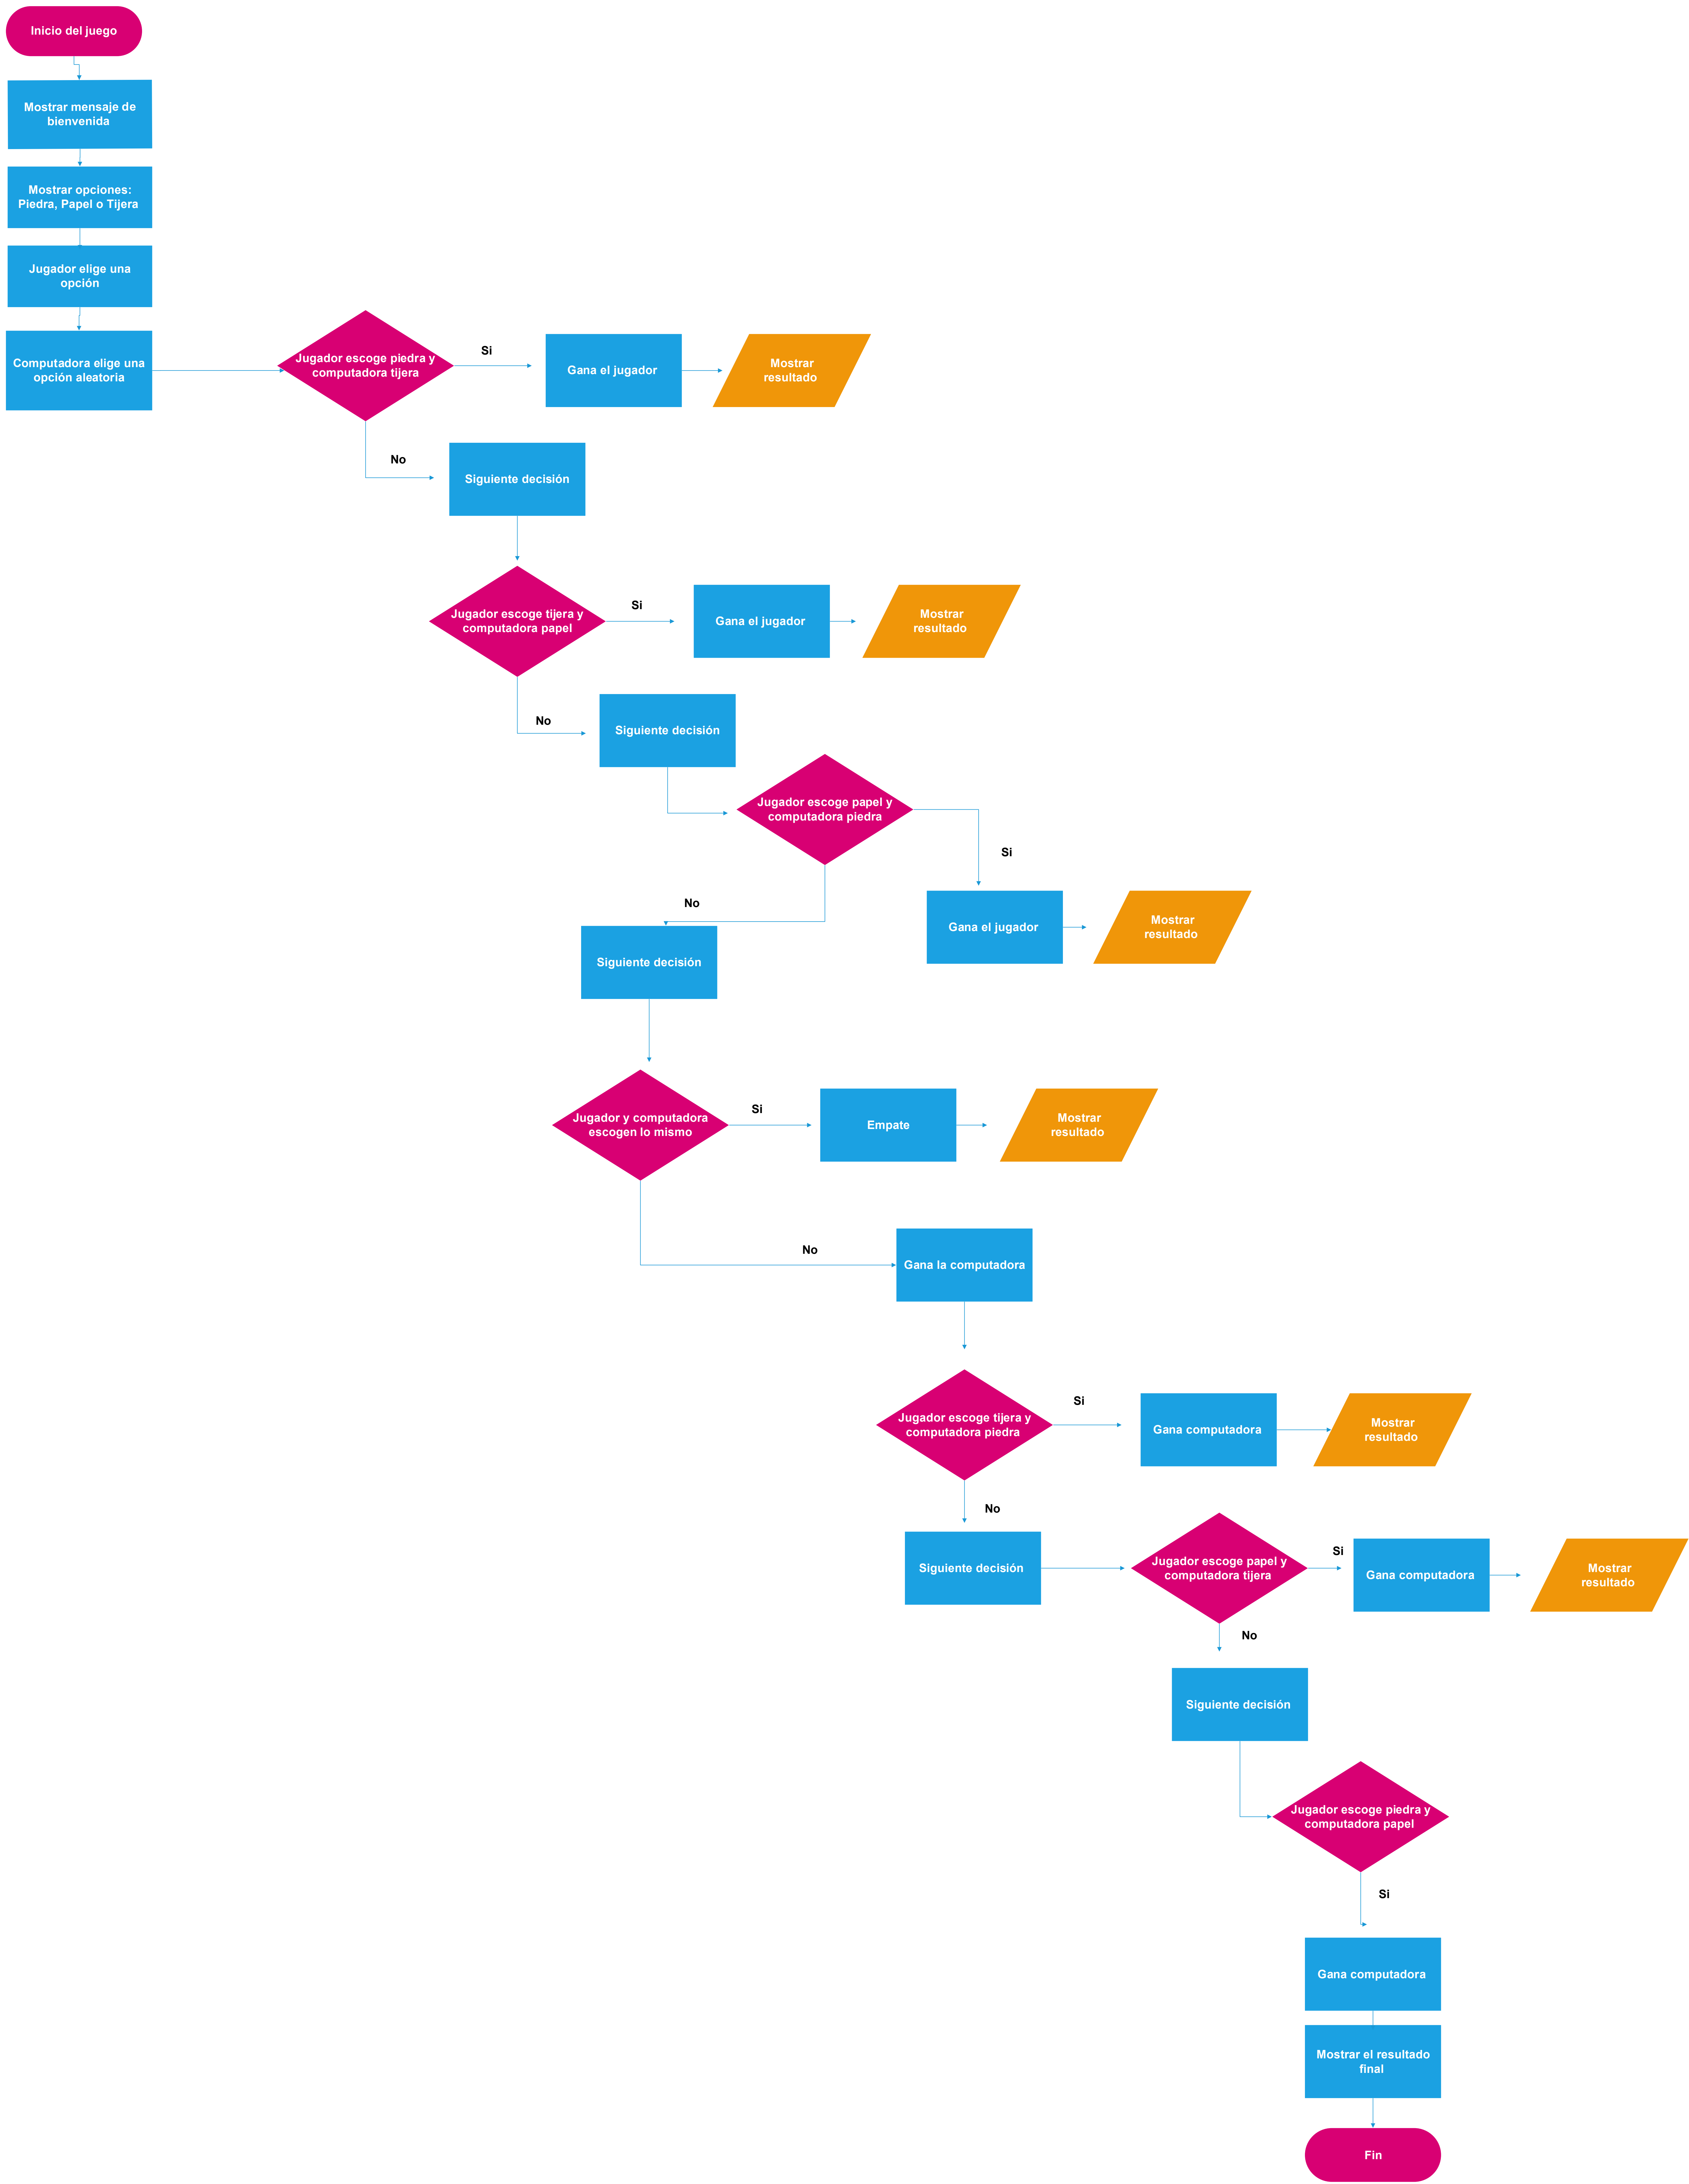 Inicio del juego
Mostrar mensaje de
bienvenida
Mostrar opciones:
Piedra, Papel o Tijera
Jugador elige una
opción
Computadora elige una
opción aleatoria
Jugador escoge piedra y
computadora tijera
Si
Gana el jugador
Mostrar
resultado
No
Siguiente decisión
Jugador escoge tijera y
computadora papel
Si
Gana el jugador
Mostrar
resultado
No
Siguiente decisión
Jugador escoge papel y
computadora piedra
Si
Gana el jugador
Mostrar
resultado
No
Siguiente decisión
Jugador y computadora
escogen lo mismo
Si
Empate
Mostrar
resultado
No
Gana la computadora
Jugador escoge tijera y
computadora piedra
Si
Gana computadora
Mostrar
resultado
No
Siguiente decisión
Jugador escoge papel y
computadora tijera
Si
Gana computadora
Mostrar
resultado
No
Siguiente decisión
Jugador escoge piedra y
computadora papel
Si
Gana computadora
Mostrar el resultado
final
Fin